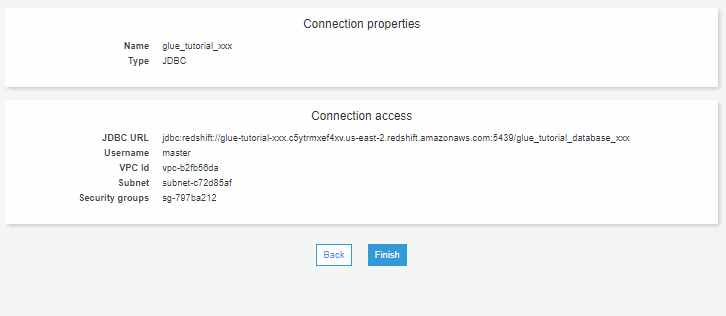 Connection properties
Name glue_tutorial_xxx
Type JDBC
Connection access
JDBC URL jdbc:redshift://glue-tutorial-xxx.c5ytrmxef4xv.us-east-2.redshift.amazonaws.com:5439/glue_tutorial_database_xxx
Username master
VPC Id vpc-b2fb56da
Subnet subnet-c72d85af
Security groups sg-797ba212
Back Finish